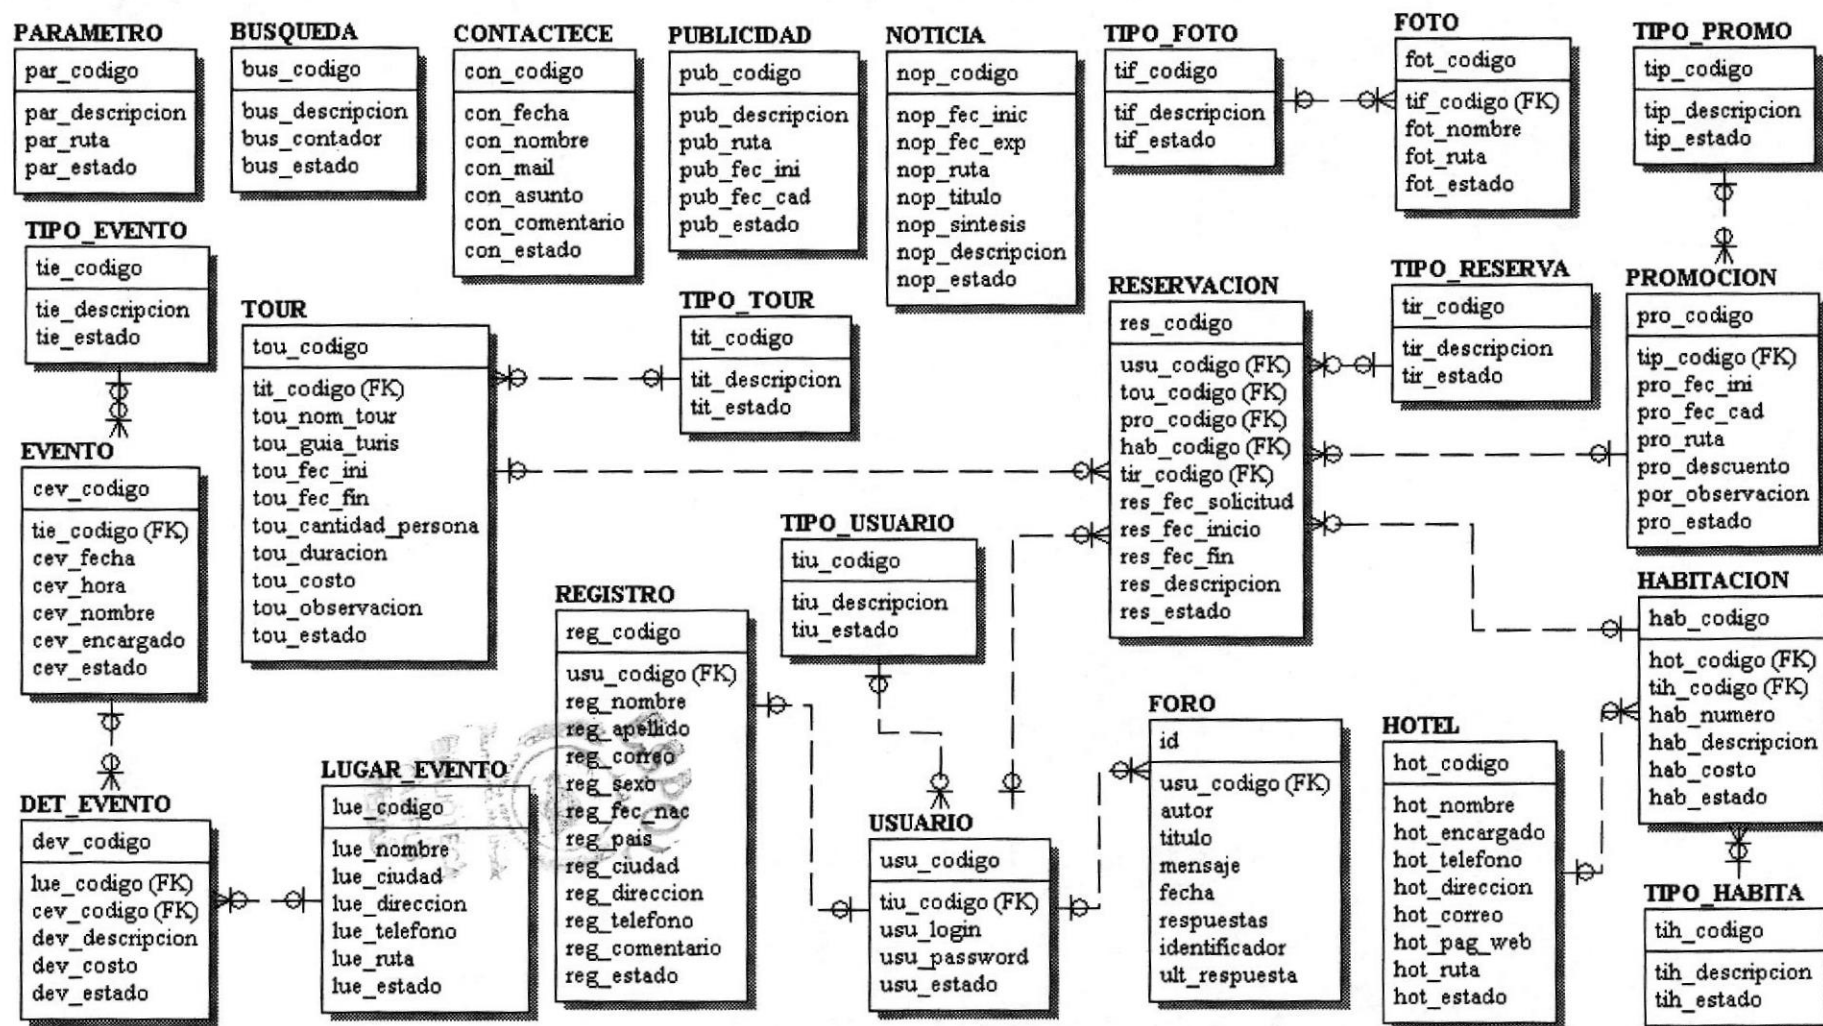 PARAMETRO
par_codigo
par_descripcion
par_ruta
par_estado
BUSQUEDA
bus_codigo
bus_descripcion
bus_contador
bus_estado
CONTACTECE
con_codigo
con_fecha
con_nombre
con_mail
con_asunto
con_comentario
con_estado
PUBLICIDAD
pub_codigo
pub_descripcion
pub_ruta
pub_fec_ini
pub_fec_cad
pub_estado
NOTICIA
nop_codigo
nop_fec_inic
nop_fec_exp
nop_ruta
nop_titulo
nop_sintesis
nop_descripcion
nop_estado
TIPO_FOTO
tif_codigo
tif_descripcion
tif_estado
FOTO
fot_codigo
tif_codigo (FK)
fot_nombre
fot_ruta
fot_estado
TIPO_PROMO
tip_codigo
tip_descripcion
tip_estado
TIPO_EVENTO
tie_codigo
tie_descripcion
tie_estado
TOUR
tou_codigo
tit_codigo (FK)
tou_nom_tour
tou_guia_turis
tou_fec_ini
tou_fec_fin
tou_cantidad_persona
tou_duracion
tou_costo
tou_observacion
tou_estado
TIPO_TOUR
tit_codigo
tit_descripcion
tit_estado
RESERVACION
res_codigo
usu_codigo (FK)
tou_codigo (FK)
pro_codigo (FK)
hab_codigo (FK)
tir_codigo (FK)
res_fec_solicitud
res_fec_inicio
res_fec_fin
res_descripcion
res_estado
TIPO_RESERVA
tir_codigo
tir_descripcion
tir_estado
PROMOCION
pro_codigo
tip_codigo (FK)
pro_fec_ini
pro_fec_cad
pro_ruta
pro_descuento
por_observacion
pro_estado
EVENTO
cev_codigo
tie_codigo (FK)
cev_fecha
cev_hora
cev_nombre
cev_encargado
cev_estado
REGISTRO
reg_codigo
usu_codigo (FK)
reg_nombre
reg_apellido
reg_correo
reg_sexo
reg_fec_nac
reg_pais
reg_ciudad
reg_direccion
reg_telefono
reg_comentario
reg_estado
TIPO_USUARIO
tiu_codigo
tiu_descripcion
tiu_estado
HABITACION
hab_codigo
hot_codigo (FK)
tih_codigo (FK)
hab_numero
hab_descripcion
hab_costo
hab_estado
DET_EVENTO
dev_codigo
lue_codigo (FK)
cev_codigo (FK)
dev_descripcion
dev_costo
dev_estado
LUGAR_EVENTO
lue_codigo
lue_nombre
lue_ciudad
lue_direccion
lue_telefono
lue_ruta
lue_estado
USUARIO
usu_codigo
tiu_codigo (FK)
usu_login
usu_password
usu_estado
FORO
id
usu_codigo (FK)
autor
titulo
mensaje
fecha
respuestas
identificador
ult_respuesta
HOTEL
hot_codigo
hot_nombre
hot_encargado
hot_telefono
hot_direccion
hot_correo
hot_pag_web
hot_ruta
hot_estado
TIPO_HABITA
tih_codigo
tih_descripcion
tih_estado